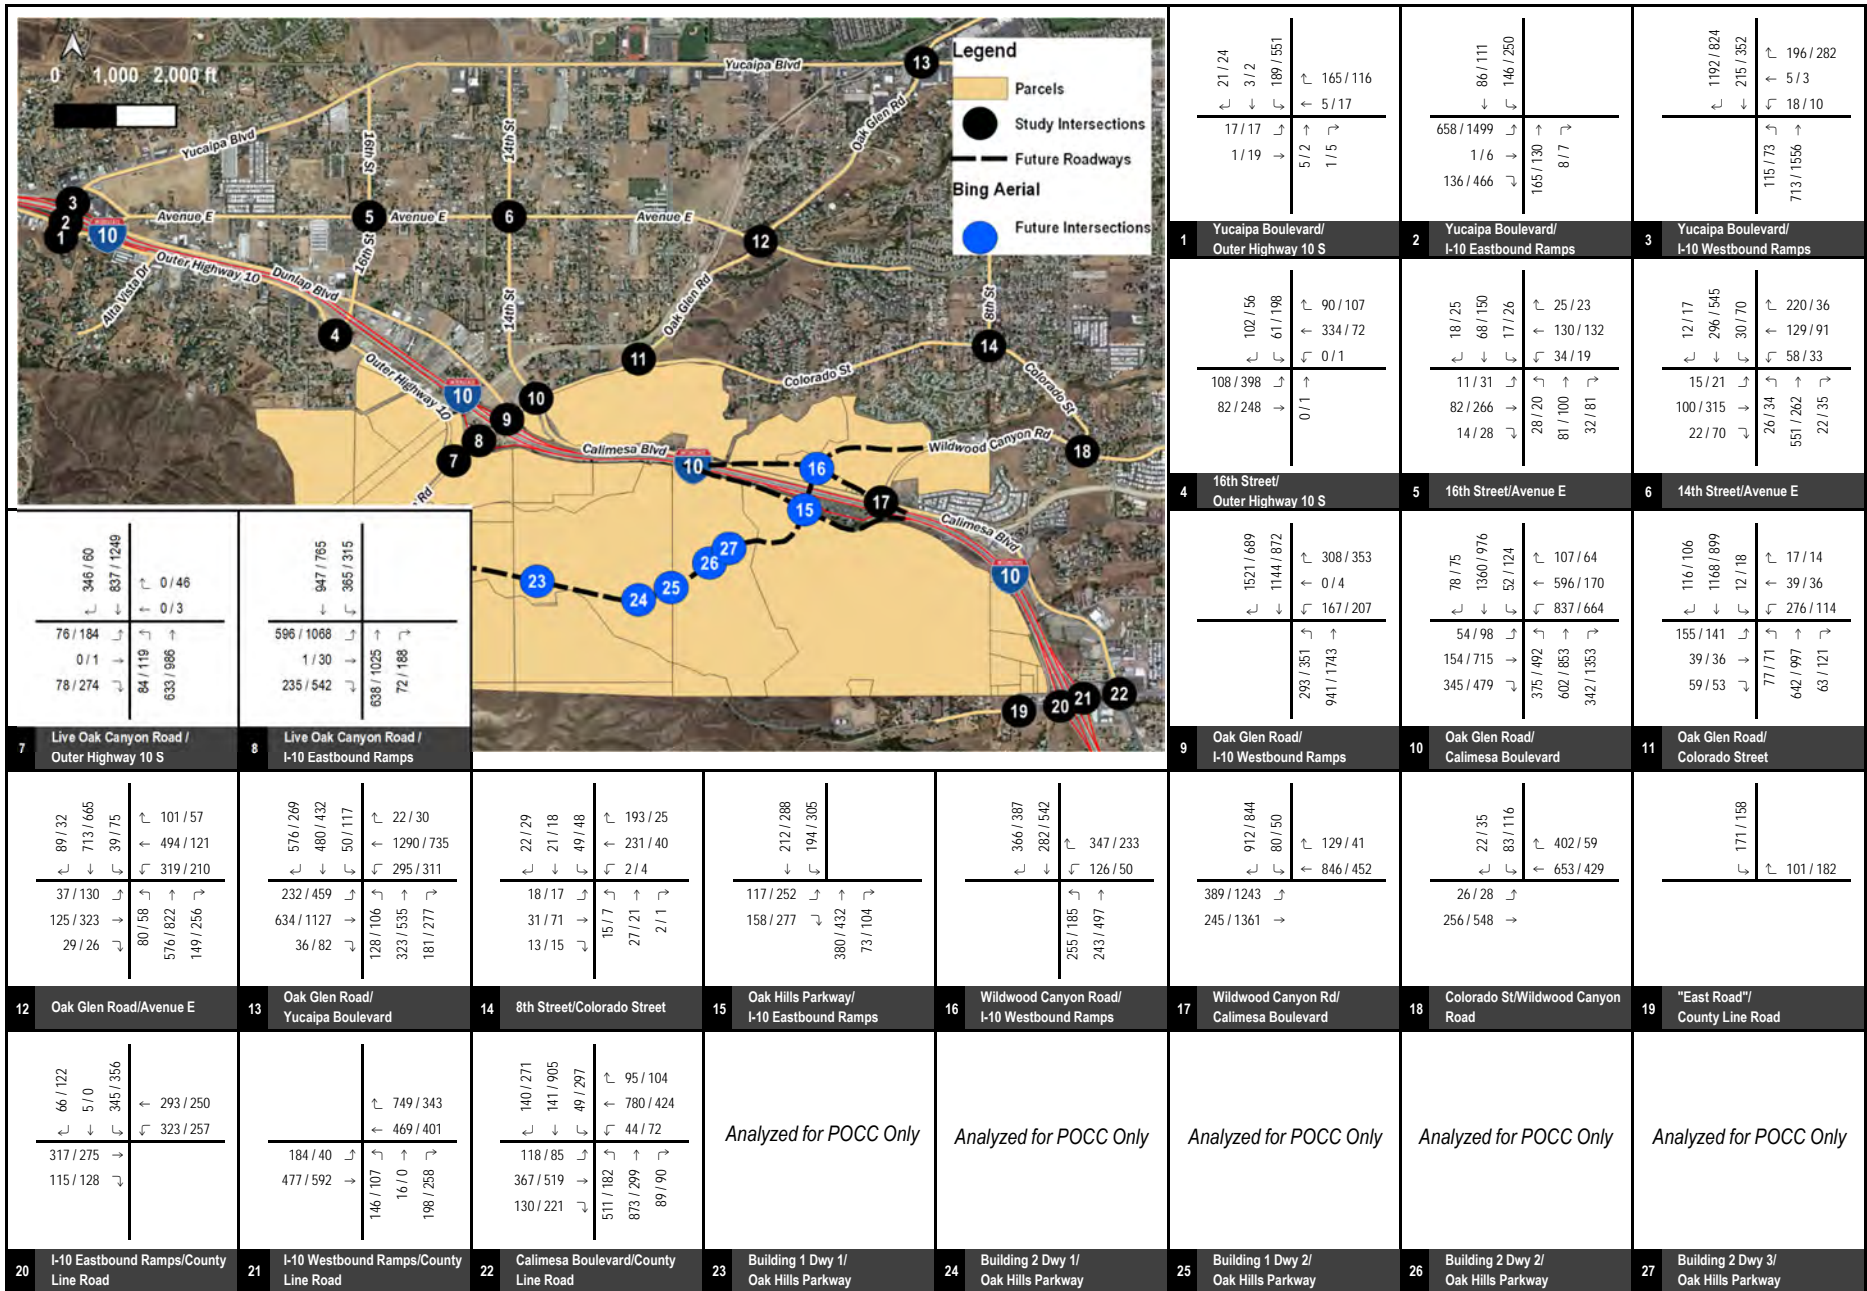 0 1,000 2,000 ft
Yucaipa Blvd
Yucaipa Blvd
16th St
14th St
Oak Glen Rd
Avenue E
Avenue E
Avenue E
Outer Highway 10
Dunlap Blvd
Alta Vista Dr
16th St
14th St
Oak Glen Rd
8th St
Outer Highway 10
Colorado St
Colorado St
Calimesa Blvd
Wildwood Canyon Rd
Calimesa Blvd
Rd
10
10
10
10
1
2
3
4
5
6
7
8
9
10
11
12
13
14
15
16
17
18
19
20
21
22
23
24
25
26
27
Legend
Parcels
Study Intersections
Future Roadways
Bing Aerial
Future Intersections
21 / 24
3 / 2
189 / 551
165 / 116
5 / 17
17 / 17
1 / 19
5 / 2
1 / 5
1 Yucaipa Boulevard/
Outer Highway 10 S
86 / 111
146 / 250
658 / 1499
1 / 6
136 / 466
165 / 130
8 / 7
2 Yucaipa Boulevard/
I-10 Eastbound Ramps
1192 / 824
215 / 352
196 / 282
5 / 3
18 / 10
115 / 73
713 / 1556
3 Yucaipa Boulevard/
I-10 Westbound Ramps
102 / 56
61 / 198
90 / 107
334 / 72
0 / 1
108 / 398
82 / 248
0 / 1
4 16th Street/
Outer Highway 10 S
18 / 25
68 / 150
17 / 26
25 / 23
130 / 132
34 / 19
11 / 31
82 / 266
14 / 28
28 / 20
81 / 100
32 / 81
5 16th Street/Avenue E
12 / 17
296 / 545
30 / 70
220 / 36
129 / 91
58 / 33
15 / 21
100 / 315
22 / 70
26 / 34
551 / 262
22 / 35
6 14th Street/Avenue E
346 / 60
837 / 1249
0 / 46
0 / 3
76 / 184
0 / 1
78 / 274
84 / 119
633 / 986
7 Live Oak Canyon Road /
Outer Highway 10 S
947 / 765
365 / 315
596 / 1068
1 / 30
235 / 542
638 / 1025
72 / 188
8 Live Oak Canyon Road /
I-10 Eastbound Ramps
1521 / 689
1144 / 872
308 / 353
0 / 4
167 / 207
293 / 351
941 / 1743
9 Oak Glen Road/
I-10 Westbound Ramps
78 / 75
1360 / 976
52 / 124
107 / 64
596 / 170
837 / 664
54 / 98
154 / 715
345 / 479
375 / 492
602 / 853
342 / 1353
10 Oak Glen Road/
Calimesa Boulevard
116 / 106
1168 / 899
12 / 18
17 / 14
39 / 36
276 / 114
155 / 141
39 / 36
59 / 53
77 / 71
642 / 997
63 / 121
11 Oak Glen Road/
Colorado Street
89 / 32
713 / 665
39 / 75
101 / 57
494 / 121
319 / 210
37 / 130
125 / 323
29 / 26
80 / 58
576 / 822
149 / 256
12 Oak Glen Road/Avenue E
576 / 269
480 / 432
50 / 117
22 / 30
1290 / 735
295 / 311
232 / 459
634 / 1127
36 / 82
128 / 106
323 / 535
181 / 277
13 Oak Glen Road/
Yucaipa Boulevard
22 / 29
21 / 18
49 / 48
193 / 25
231 / 40
2 / 4
18 / 17
31 / 71
13 / 15
15 / 7
27 / 21
2 / 1
14 8th Street/Colorado Street
212 / 288
194 / 305
117 / 252
158 / 277
380 / 432
73 / 104
15 Oak Hills Parkway/
I-10 Eastbound Ramps
366 / 387
282 / 542
347 / 233
126 / 50
255 / 185
243 / 497
16 Wildwood Canyon Road/
I-10 Westbound Ramps
912 / 844
80 / 50
129 / 41
846 / 452
389 / 1243
245 / 1361
17 Wildwood Canyon Rd/
Calimesa Boulevard
22 / 35
83 / 116
402 / 59
653 / 429
26 / 28
256 / 548
18 Colorado St/Wildwood Canyon
Road
171 / 158
101 / 182
19 "East Road"/
County Line Road
66 / 122
5 / 0
345 / 356
293 / 250
323 / 257
317 / 275
115 / 128
20 I-10 Eastbound Ramps/County
Line Road
749 / 343
469 / 401
184 / 40
477 / 592
146 / 107
16 / 0
198 / 258
21 I-10 Westbound Ramps/County
Line Road
140 / 271
141 / 905
49 / 297
95 / 104
780 / 424
44 / 72
118 / 85
367 / 519
130 / 221
511 / 182
873 / 299
89 / 90
22 Calimesa Boulevard/County
Line Road
Analyzed for POCC Only
23 Building 1 Dwy 1/
Oak Hills Parkway
Analyzed for POCC Only
24 Building 2 Dwy 1/
Oak Hills Parkway
Analyzed for POCC Only
25 Building 1 Dwy 2/
Oak Hills Parkway
Analyzed for POCC Only
26 Building 2 Dwy 2/
Oak Hills Parkway
Analyzed for POCC Only
27 Building 2 Dwy 3/
Oak Hills Parkway